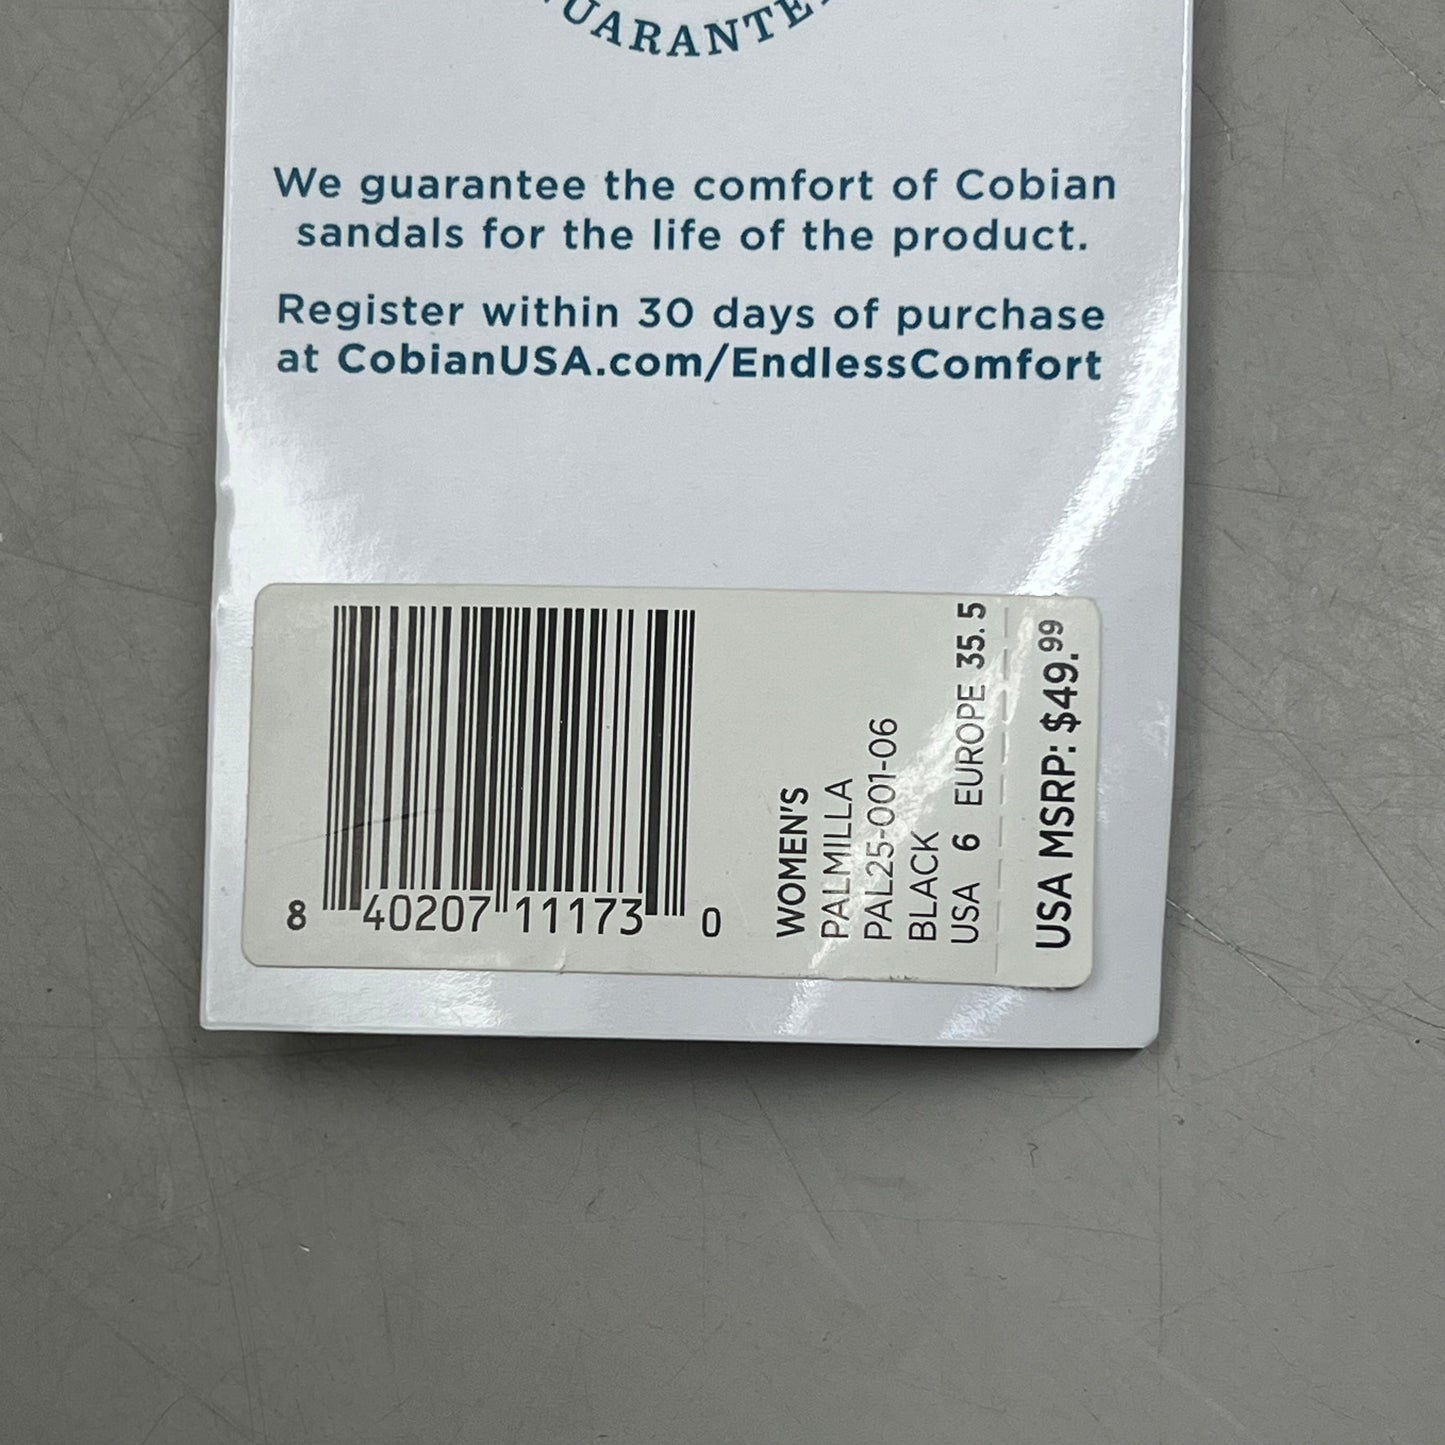 We guarantee the comfort of Cobian
sandals for the life of the product.
Register within 30 days of purchase
at CobianUSA.com/EndlessComfort
8 40207 11173 0
WOMEN'S
PALMILLA
PAL25-001-06
BLACK
USA 6 EUROPE 35.5
USA MSRP: $49.99